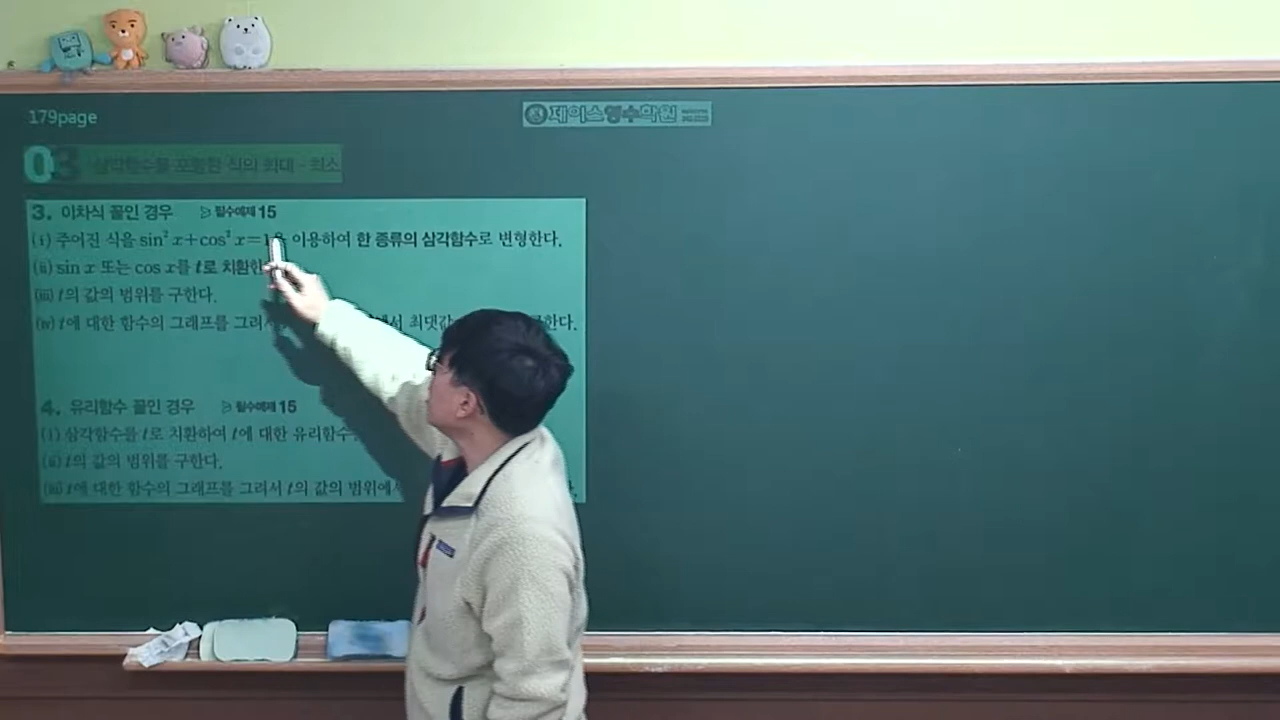 179page
제이스영수학원
03 삼각함수를 포함한 식의 최대 - 최소
3. 이차식 꼴인 경우 ▷ 필수예제 15
(i) 주어진 식을 sin² x+cos² x=1을 이용하여 한 종류의 삼각함수로 변형한다.
(ii) sin x 또는 cos x를 t로 치환한
(iii) t의 값의 범위를 구한다.
(iv) t에 대한 함수의 그래프를 그려서 최댓값 한다.
4. 유리함수 꼴인 경우 ▷ 필수예제 15
(i) 삼각함수를 t로 치환하여 t에 대한 유리함수
(ii) t의 값의 범위를 구한다.
(iii) t에 대한 함수의 그래프를 그려서 t의 값의 범위에서